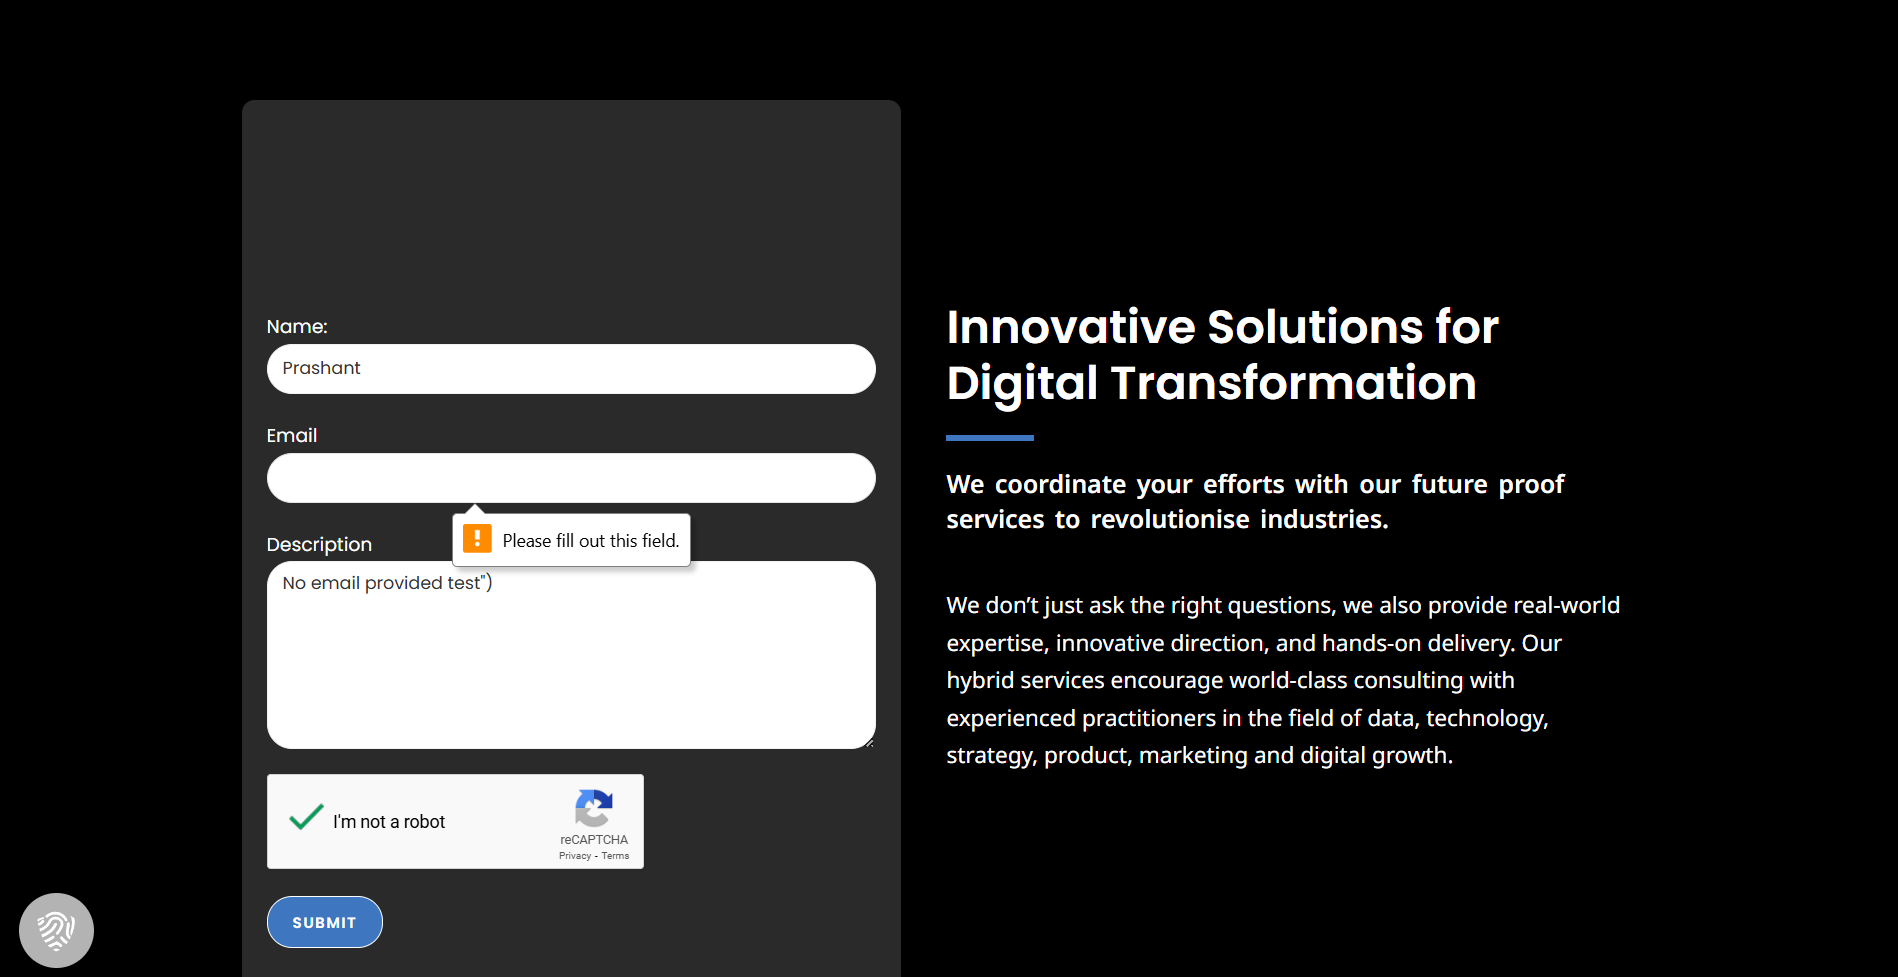 Name:
Prashant
Email
Please fill out this field.
Description
No email provided test")
I'm not a robot
reCAPTCHA
Privacy - Terms
SUBMIT
Innovative Solutions for
Digital Transformation
We coordinate your efforts with our future proof
services to revolutionise industries.
We don’t just ask the right questions, we also provide real-world
expertise, innovative direction, and hands-on delivery. Our
hybrid services encourage world-class consulting with
experienced practitioners in the field of data, technology,
strategy, product, marketing and digital growth.